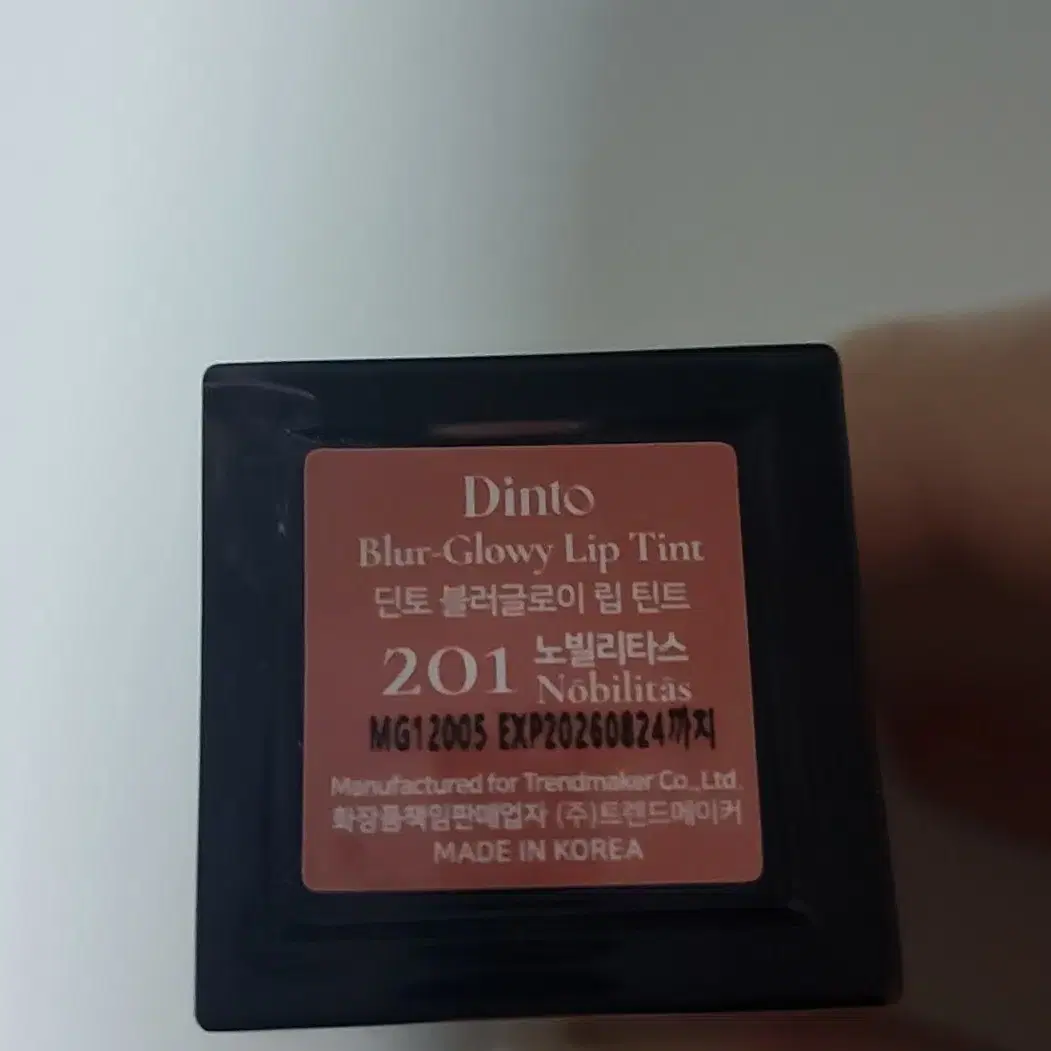 Dinto
Blur-Glowy Lip Tint
딘토 블러글로이 립 틴트
201 노빌리타스
Nōbilitās
MG12005 EXP20260824까지
Manufactured for Trendmaker Co.,Ltd.
화장품책임판매업자 (주)트렌드메이커
MADE IN KOREA